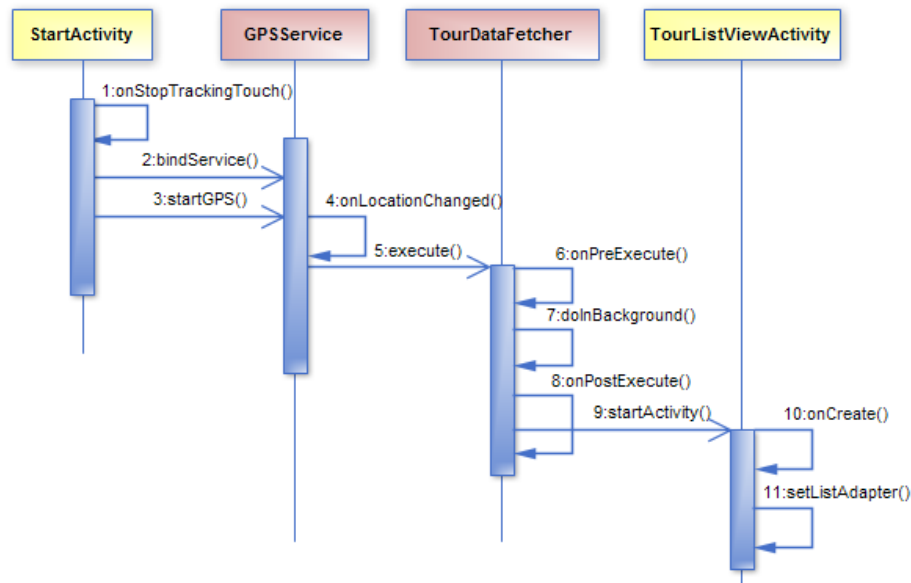 StartActivity
GPSService
TourDataFetcher
TourListViewActivity
1:onStopTrackingTouch()
2:bindService()
3:startGPS()
4:onLocationChanged()
5:execute()
6:onPreExecute()
7:doInBackground()
8:onPostExecute()
9:startActivity()
10:onCreate()
11:setListAdapter()